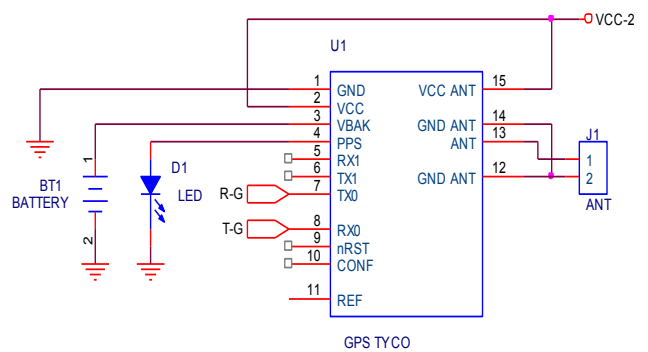 VCC-2
U1
1 GND VCC ANT 15
2 VCC
3 VBAK GND ANT 14
4 PPS ANT 13
5 RX1
6 TX1 GND ANT 12
7 TX0
8 RX0
9 nRST
10 CONF
11 REF
J1
1
2
ANT
1
BT1
BATTERY
2
D1
LED
R-G
T-G
GPS TYCO